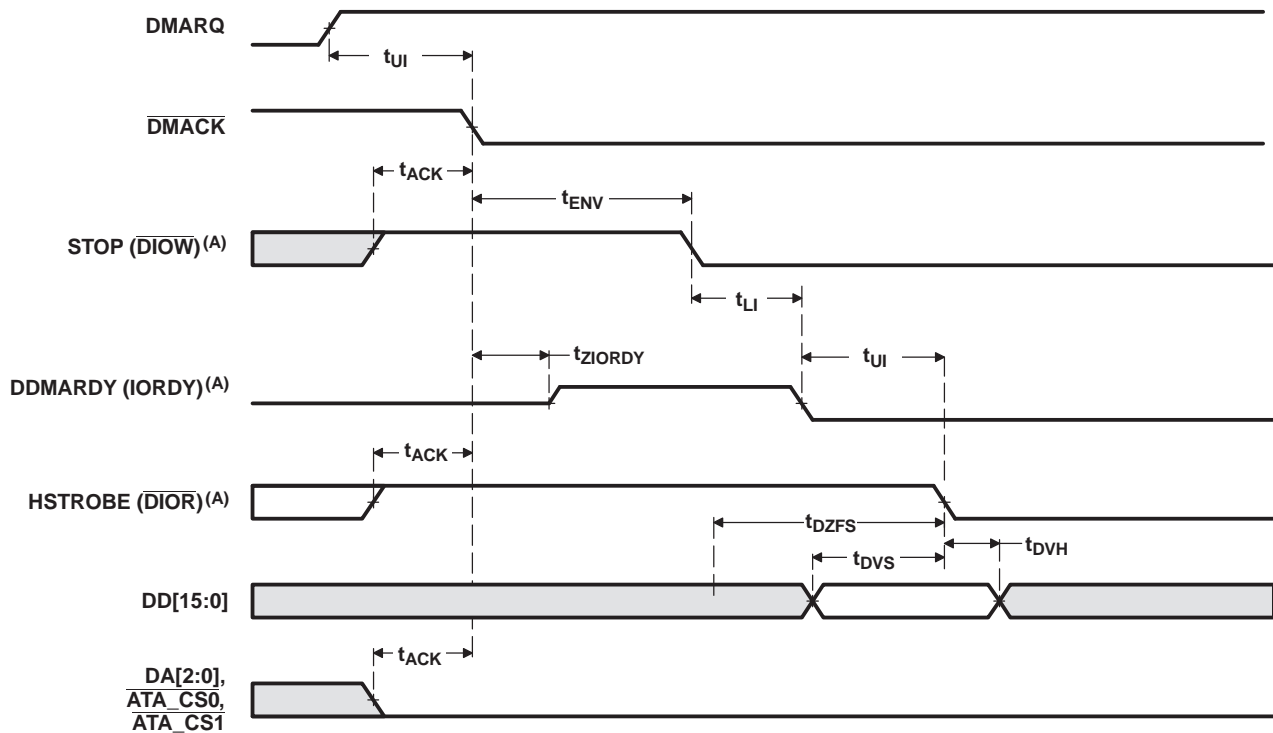 DMARQ
tUI
DMACK
tACK
tENV
STOP (DIOW)(A)
tLI
tZIORDY
tUI
DDMARDY (IORDY)(A)
tACK
HSTROBE (DIOR)(A)
tDZFS
tDVH
tDVS
DD[15:0]
tACK
DA[2:0],
ATA_CS0,
ATA_CS1